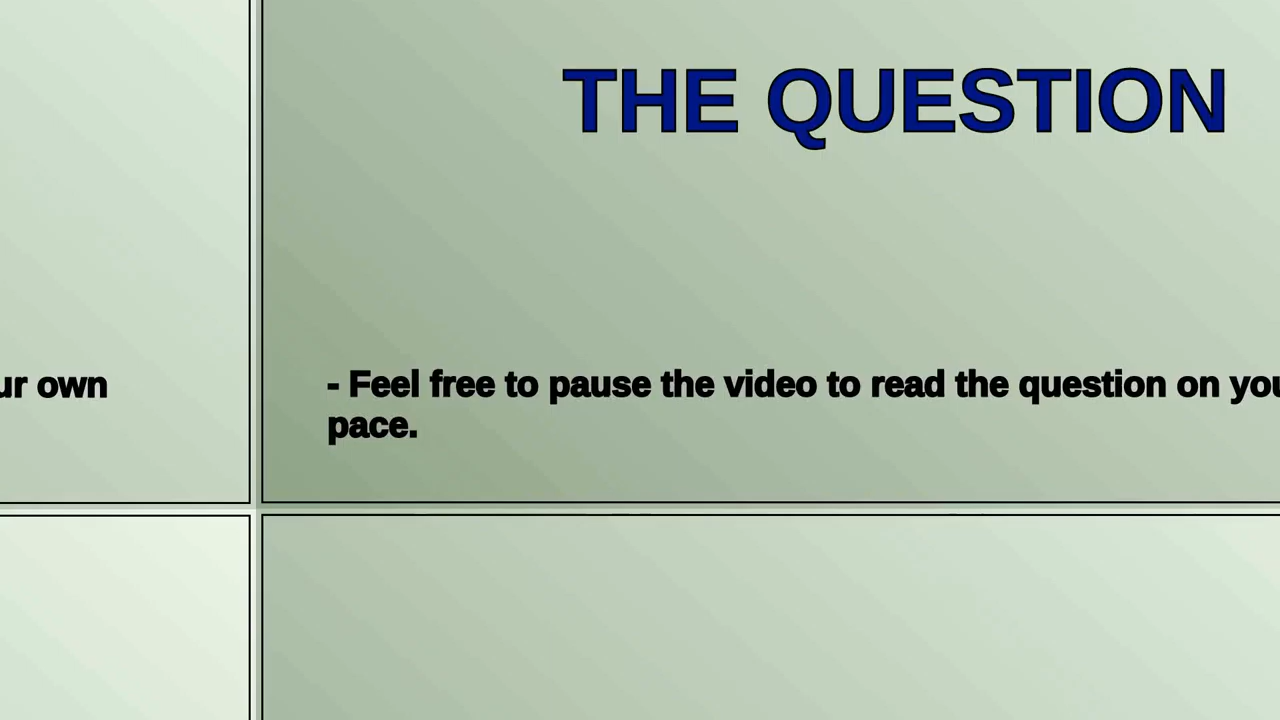 THE QUESTION
ur own
- Feel free to pause the video to read the question on you
pace.